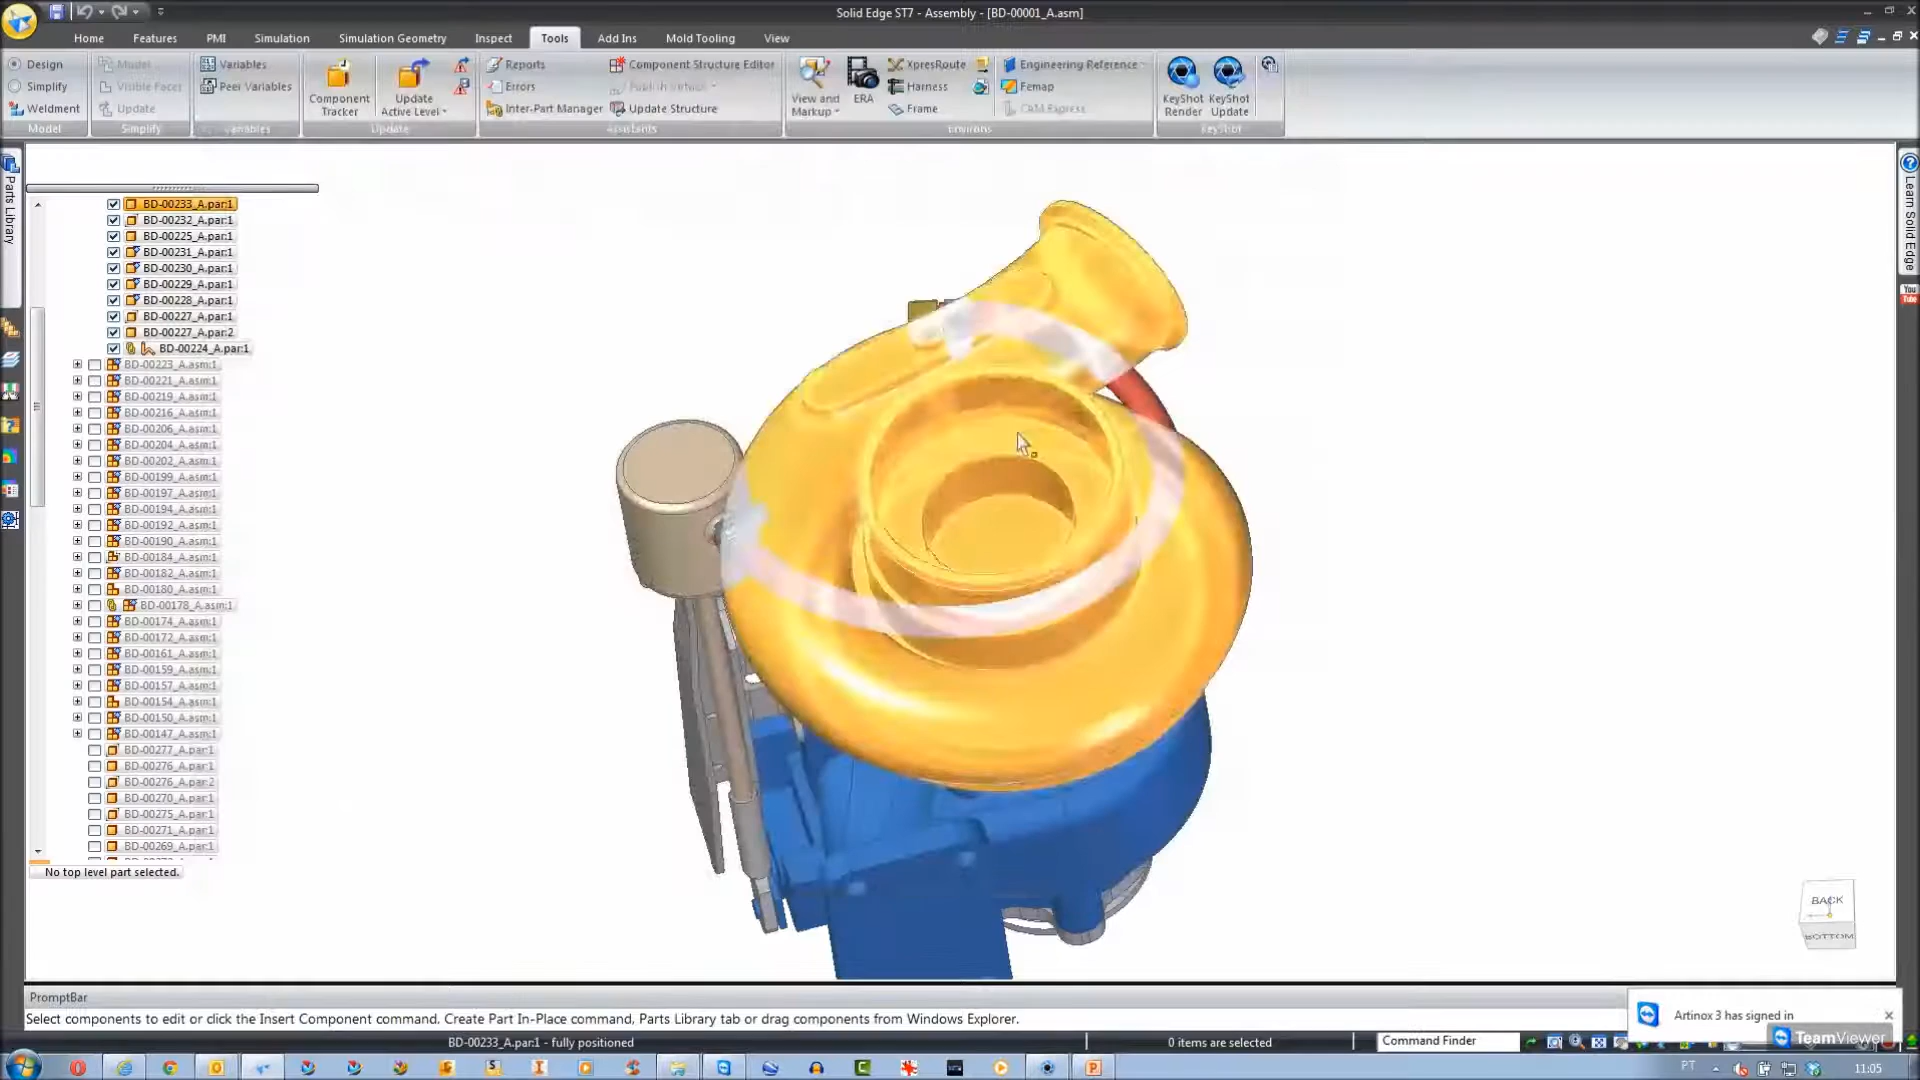 Solid Edge ST7 - Assembly - [BD-00001_A.asm]
Home Features PMI Simulation Simulation Geometry Inspect Tools Add Ins Mold Tooling View
Design Model Variables Reports Component Structure Editor XpresRoute Engineering Reference
Simplify Visible Faces Peer Variables Errors Publish Harness Femap
Weldment Update Component Tracker Update Active Level Inter-Part Manager Update Structure View and Markup ERA Frame CAM Express KeyShot Render KeyShot Update
Model Simplify Variables Update Assistants Environs KeyShot
Parts Library
Learn Solid Edge
You Tube
BD-00233_A.par:1
BD-00232_A.par:1
BD-00225_A.par:1
BD-00231_A.par:1
BD-00230_A.par:1
BD-00229_A.par:1
BD-00228_A.par:1
BD-00227_A.par:1
BD-00227_A.par:2
BD-00224_A.par:1
BD-00223_A.asm:1
BD-00221_A.asm:1
BD-00219_A.asm:1
BD-00216_A.asm:1
BD-00206_A.asm:1
BD-00204_A.asm:1
BD-00202_A.asm:1
BD-00199_A.asm:1
BD-00197_A.asm:1
BD-00194_A.asm:1
BD-00192_A.asm:1
BD-00190_A.asm:1
BD-00184_A.asm:1
BD-00182_A.asm:1
BD-00180_A.asm:1
BD-00178_A.asm:1
BD-00174_A.asm:1
BD-00172_A.asm:1
BD-00161_A.asm:1
BD-00159_A.asm:1
BD-00157_A.asm:1
BD-00154_A.asm:1
BD-00150_A.asm:1
BD-00147_A.asm:1
BD-00277_A.par:1
BD-00276_A.par:1
BD-00276_A.par:2
BD-00270_A.par:1
BD-00275_A.par:1
BD-00271_A.par:1
BD-00269_A.par:1
No top level part selected.
BACK
BOTTOM
PromptBar
Select components to edit or click the Insert Component command. Create Part In-Place command, Parts Library tab or drag components from Windows Explorer.
Artinox 3 has signed in
TeamViewer
BD-00233_A.par:1 - fully positioned
0 items are selected
Command Finder
PT
11:05